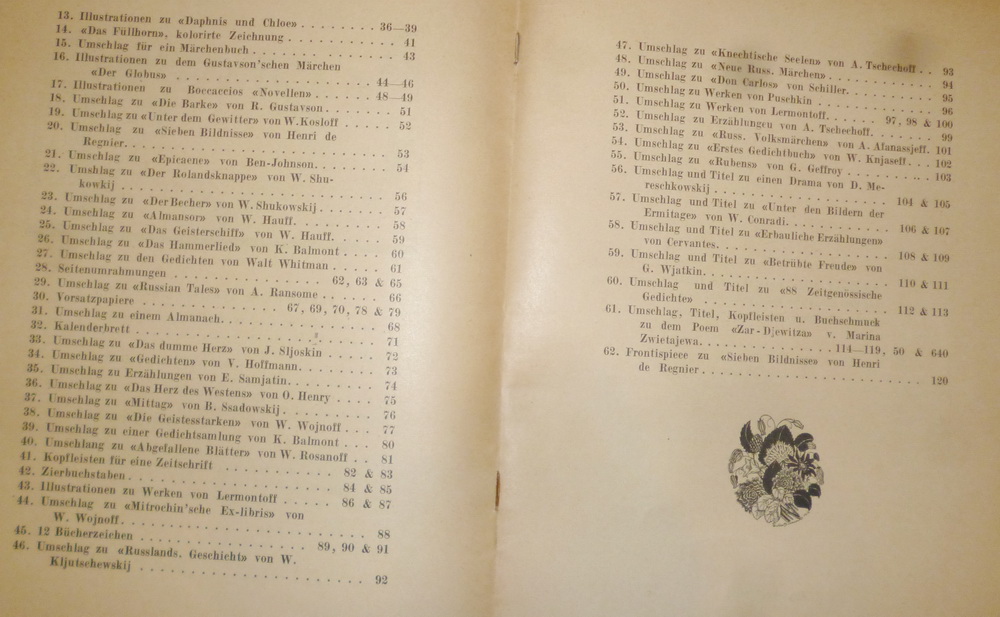 13. Illustrationen zu «Daphnis und Chloe» . . . . . . . . 36—39
14. «Das Füllhorn», kolorirte Zeichnung . . . . . . . . . 41
15. Umschlag für ein Märchenbuch . . . . . . . . . . . . 43
16. Illustrationen zu dem Gustavson'schen Märchen
«Der Globus» . . . . . . . . . . . . . . . . 44—46
17. Illustrationen zu Boccaccios «Novellen» . . . . . . . 48—49
18. Umschlag zu «Die Barke» von R. Gustavson . . . . . . . 51
19. Umschlag zu «Unter dem Gewitter» von W. Kosloff . . . . 52
20. Umschlag zu «Sieben Bildnisse» von Henri de
Regnier. . . . . . . . . . . . . . . . . . . 53
21. Umschlag zu «Epicaene» von Ben-Johnson. . . . . . . . 54
22. Umshlag zu «Der Rolandsknappe» von W. Shu-
kowkij . . . . . . . . . . . . . . . . . . . 56
23. Umschlag zu «Der Becher» von W. Shukowskij . . . . . . 57
24. Umschlag zu «Almansor» von W. Hauff. . . . . . . . . 58
25. Umschlag zu «Das Geisterschiff» von W. Hauff. . . . . . 59
26. Umschlag zu «Das Hammerlied» von K. Balmont . . . . . 60
27. Umschlag zu den Gedichten von Walt Whitman . . . . . . 61
28. Seitenumrahmungen . . . . . . . . . . . . 62, 63 & 65
29. Umschlag zu «Russian Tales» von A. Ransome . . . . . . 66
30. Vorsatzpapiere . . . . . . . . . . . 67, 69, 70, 78 & 79
31. Umschlag zu einem Almanach. . . . . . . . . . . . . 68
32. Kalenderbrett . . . . . . . . . . . . . . . . . . 71
33. Umschlag zu «Das dumme Herz» von J. Sljoskin . . . . . 72
34. Umschlag zu «Gedichten» von V. Hoffmann. . . . . . . . 73
35. Umschlag zu Erzählungen von E. Samjatin. . . . . . . . 74
36. Umschlag zu «Das Herz des Westens» von O. Henry . . . . 75
37. Umschlag zu «Mittag» von B. Ssadowskij . . . . . . . . 76
38. Umschlag zu «Die Geistesstarken» von W. Wojnoff . . . . 77
39. Umschlag zu einer Gedichtsamlung von K. Balmont . . . . 80
40. Umschlang zu «Abgefallene Blätter» von W. Rosanoff . . . 81
41. Kopfleisten für eine Zeitschrift . . . . . . . . . . 82 & 83
42. Zierbuchstaben . . . . . . . . . . . . . . . . 84 & 85
43. Illustrationen zu Werken von Lermontoff . . . . . . 86 & 87
44. Umschlag zu «Mitrochin'sche Ex-libris» von
W. Wojnoff. . . . . . . . . . . . . . . . . . 88
45. 12 Bücherzeichen . . . . . . . . . . . . . 89, 90 & 91
46. Umschlag zu «Russlands. Geschicht» von W.
Kljutschewskij . . . . . . . . . . . . . . . . 92
47. Umschlag zu «Knechtische Seelen» von A. Tschechoff . . 93
48. Umschlag zu «Neue Russ. Märchen» . . . . . . . . . . 94
49. Umschlag zu «Don Carlos» von Schiller. . . . . . . . 95
50. Umschlag zu Werken von Puschkin . . . . . . . . . . 96
51. Umschlag zu Werken von Lermontoff. . . . . . 97, 98 & 100
52. Umschlag zu Erzählungen von A. Tschechoff. . . . . . . 99
53. Umschlag zu «Russ. Volksmärchen» von A. Afanassjeff. 101
54. Umschlag zu «Erstes Gedichtbuch» von W. Knjaseff. . . 102
55. Umschlag zu «Rubens» von G. Geffroy . . . . . . . . 103
56. Umschlag und Titel zu einen Drama von D. Me-
reschkowskij . . . . . . . . . . . . . . 104 & 105
57. Umschlag und Titel zu «Unter den Bildern der
Ermitage» von W. Conradi. . . . . . . . . 106 & 107
58. Umschlag und Titel zu «Erbauliche Erzählungen»
von Cervantes. . . . . . . . . . . . . . 108 & 109
59. Umschlag und Titel zu «Betrübte Freude» von
G. Wjatkin. . . . . . . . . . . . . . . 110 & 111
60. Umschlag und Titel zu «88 Zeitgenössische
Gedichte» . . . . . . . . . . . . . . . 112 & 113
61. Umschlag, Titel, Kopfleisten u. Buchschmuck
zu dem Poem «Zar-Djewitza» v. Marina
Zwietajewa. . . . . . . . . . . 114—119, 50 & 640
62. Frontispiece zu «Sieben Bildnisse» von Henri
de Regnier . . . . . . . . . . . . . . . . . 120